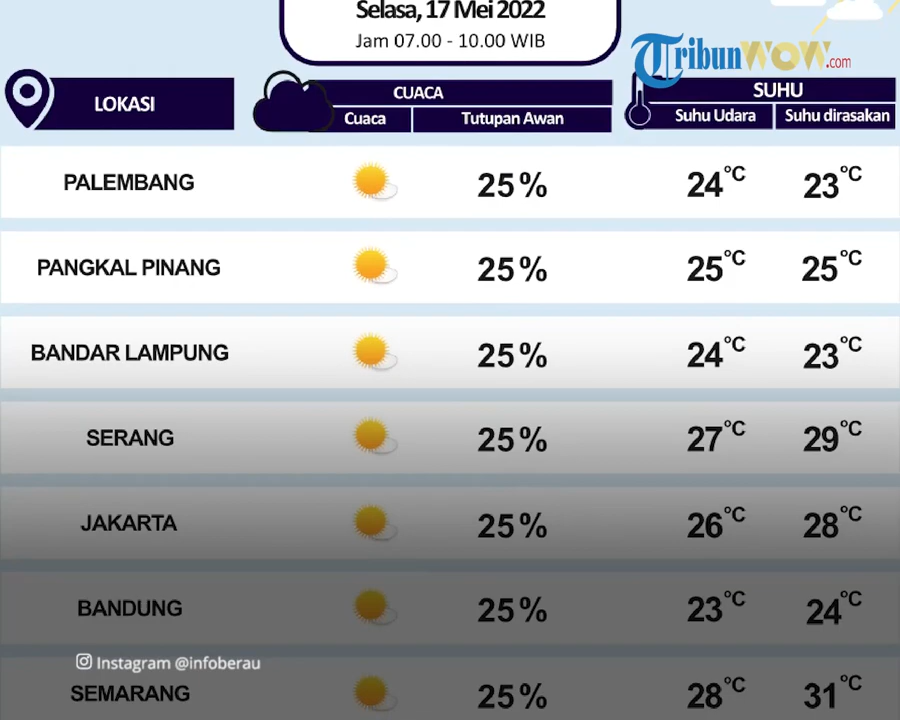 Selasa, 17 Mei 2022
Jam 07.00 - 10.00 WIB
TribunWOW.com
LOKASI
CUACA
SUHU
Cuaca Tutupan Awan
Suhu Udara Suhu dirasakan
PALEMBANG 25% 24°C 23°C
PANGKAL PINANG 25% 25°C 25°C
BANDAR LAMPUNG 25% 24°C 23°C
SERANG 25% 27°C 29°C
JAKARTA 25% 26°C 28°C
BANDUNG 25% 23°C 24°C
Instagram @infoberau
SEMARANG 25% 28°C 31°C